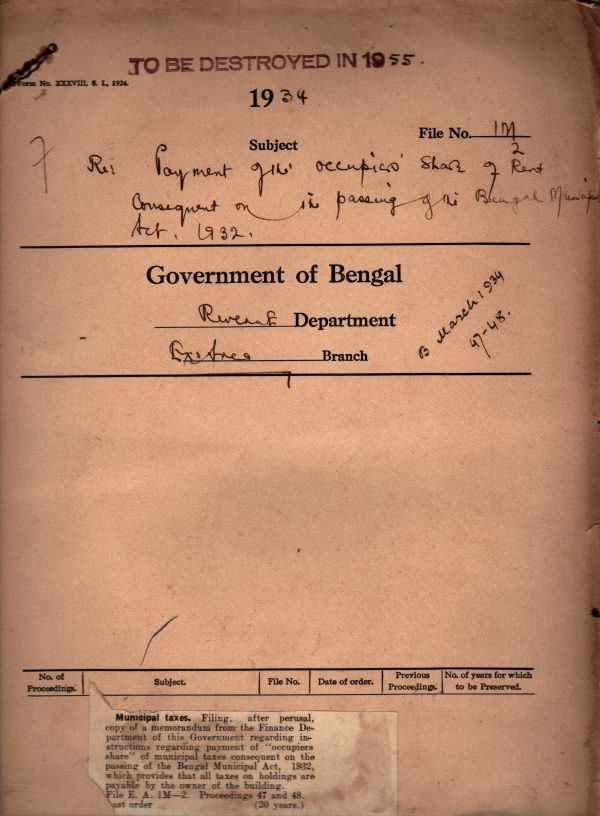 TO BE DESTROYED IN 1955.
Form No. XXXVIII, S. I., 1924.
1934
File No. 1M/2
Subject
Re: Payment of the occupiers' Share of Rent
Consequent on the passing of the Bengal Municipal
Act, 1932.
Government of Bengal
Revenue Department
Branch
B March 1934
47-48.
No. of Proceedings. Subject. File No. Date of order. Previous Proceedings. No. of years for which to be Preserved.
Municipal taxes. Filing, after perusal,
copy of a memorandum from the Finance De-
partment of this Government regarding in-
structions regarding payment of "occupiers
share" of municipal taxes consequent on the
passing of the Bengal Municipal Act, 1932,
which provides that all taxes on holdings are
payable by the owner of the building.
File E. A. 1M—2. Proceedings 47 and 48.
ast order (20 years.)